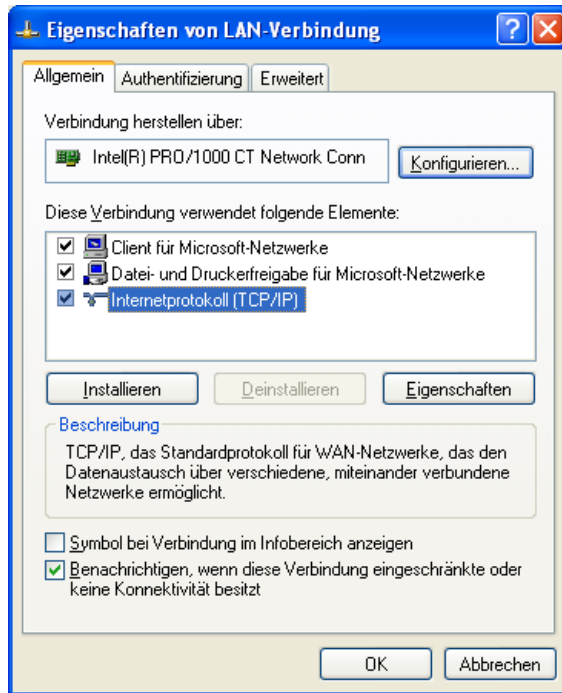 Eigenschaften von LAN-Verbindung
Allgemein Authentifizierung Erweitert
Verbindung herstellen über:
Intel(R) PRO/1000 CT Network Conn Konfigurieren...
Diese Verbindung verwendet folgende Elemente:
Client für Microsoft-Netzwerke
Datei- und Druckerfreigabe für Microsoft-Netzwerke
Internetprotokoll (TCP/IP)
Installieren Deinstallieren Eigenschaften
Beschreibung
TCP/IP, das Standardprotokoll für WAN-Netzwerke, das den
Datenaustausch über verschiedene, miteinander verbundene
Netzwerke ermöglicht.
Symbol bei Verbindung im Infobereich anzeigen
Benachrichtigen, wenn diese Verbindung eingeschränkte oder
keine Konnektivität besitzt
OK Abbrechen